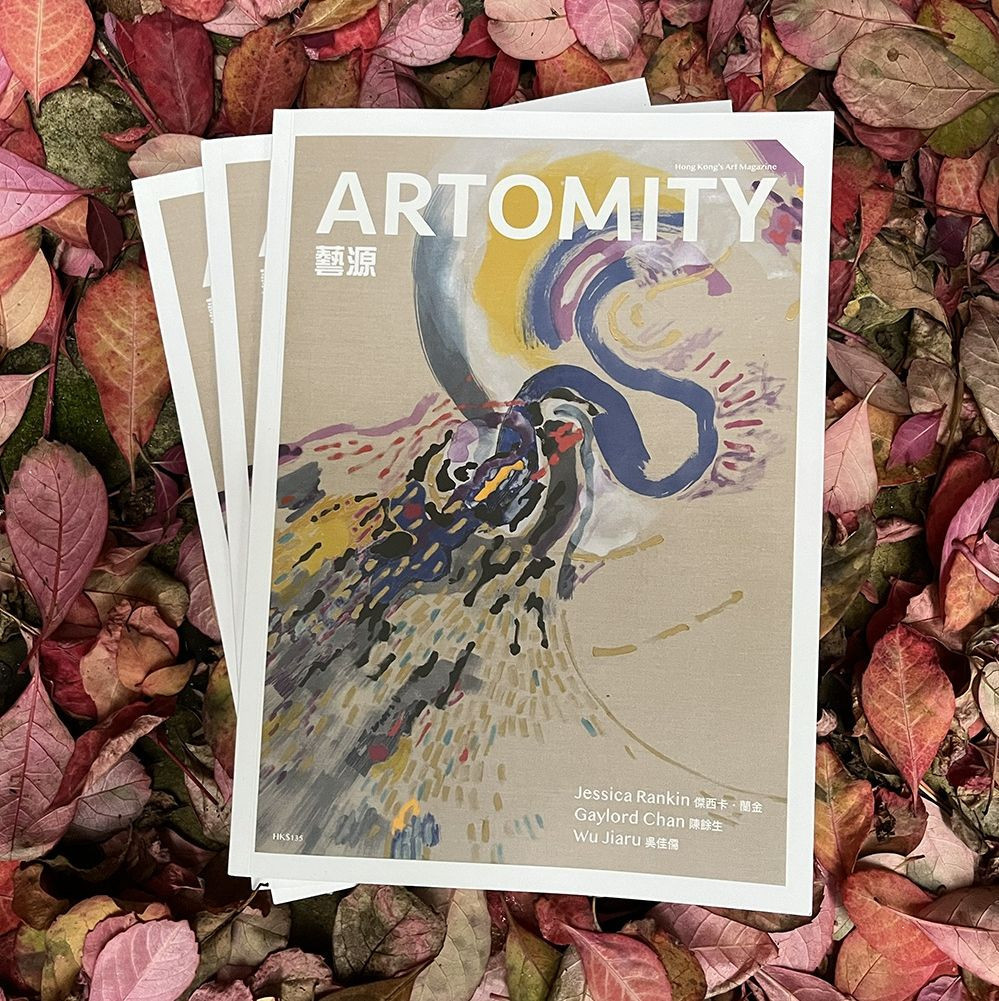 Hong Kong's Art Magazine
ARTOMITY
藝源
Jessica Rankin 傑西卡·蘭金
Gaylord Chan 陳餘生
Wu Jiaru 吳佳儒
HK$135